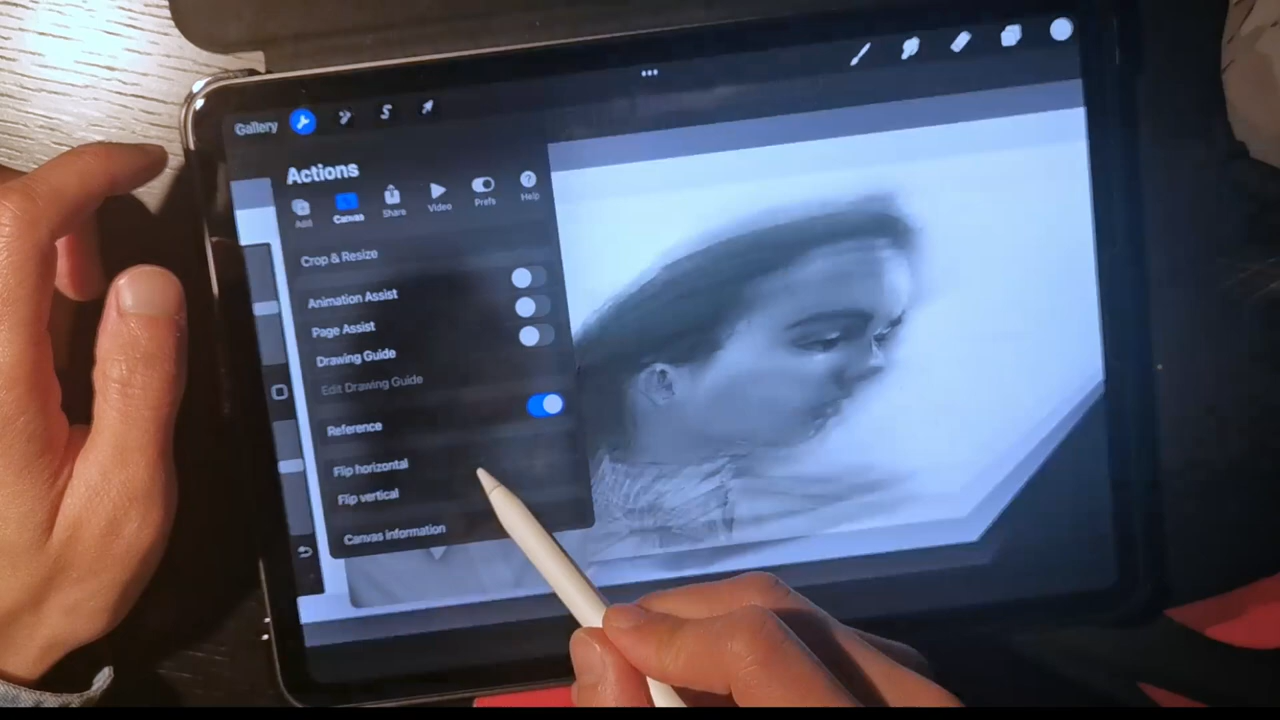 Gallery
Actions
Add
Canvas
Share
Video
Prefs
Help
Crop & Resize
Animation Assist
Page Assist
Drawing Guide
Edit Drawing Guide
Reference
Flip horizontal
Flip vertical
Canvas information